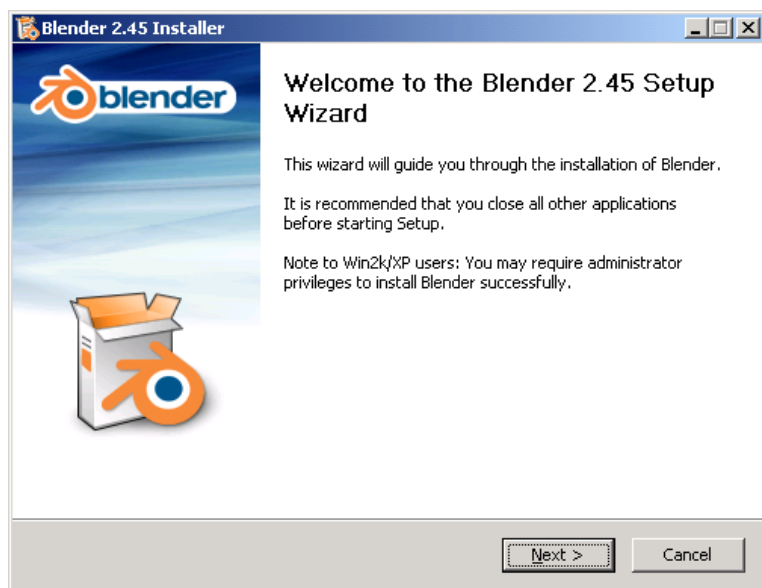 Blender 2.45 Installer
blender
Welcome to the Blender 2.45 Setup
Wizard
This wizard will guide you through the installation of Blender.
It is recommended that you close all other applications
before starting Setup.
Note to Win2k/XP users: You may require administrator
privileges to install Blender successfully.
Next >
Cancel